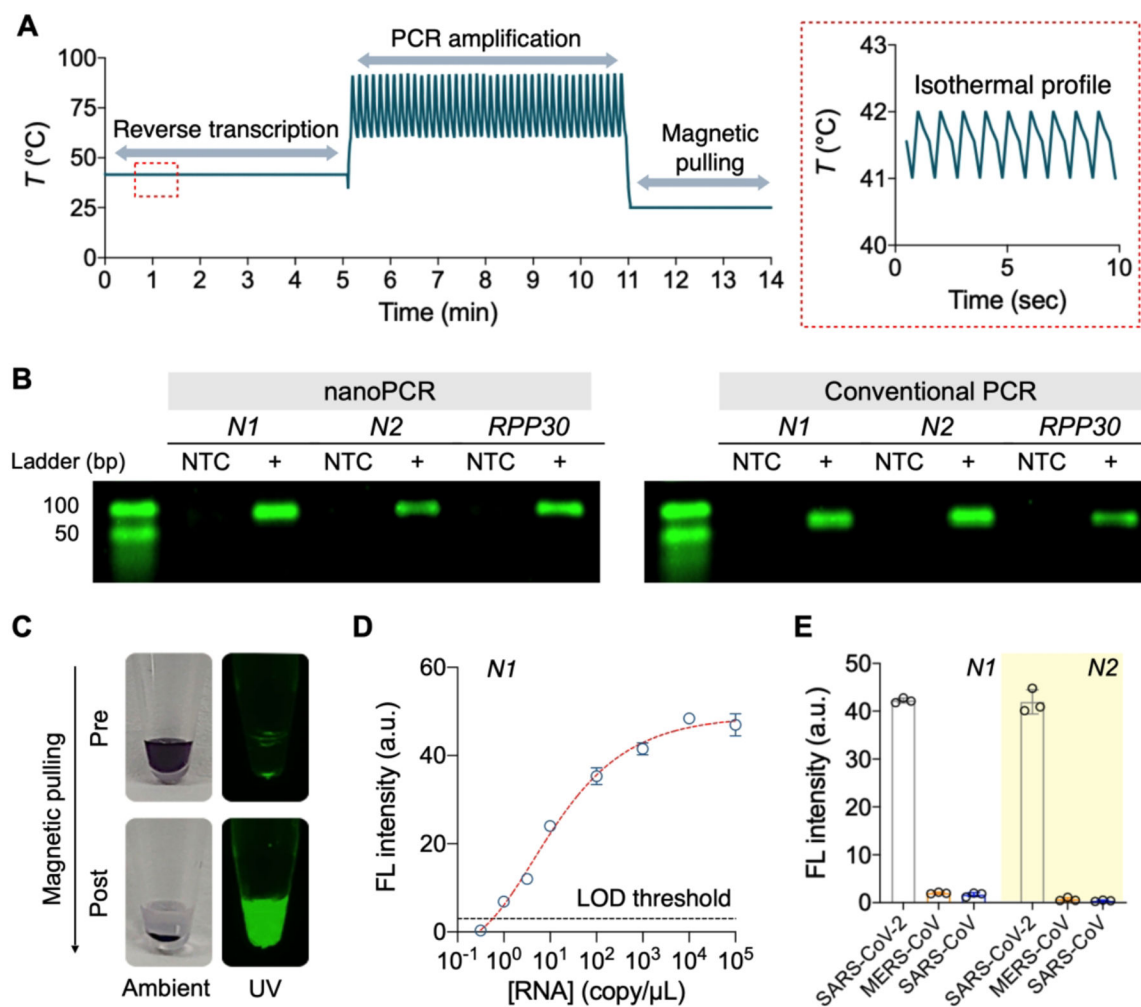 A
T (°C)
100
75
50
25
0
PCR amplification
Reverse transcription
Magnetic
pulling
0 1 2 3 4 5 6 7 8 9 10 11 12 13 14
Time (min)
Isothermal profile
T (°C)
43
42
41
40
0 5 10
Time (sec)
B
nanoPCR
N1 N2 RPP30
Ladder (bp) NTC + NTC + NTC +
100
50
Conventional PCR
N1 N2 RPP30
NTC + NTC + NTC +
C
Magnetic pulling
Pre
Post
Ambient UV
D
N1
FL intensity (a.u.)
60
40
20
0
LOD threshold
10⁻¹ 10⁰ 10¹ 10² 10³ 10⁴ 10⁵
[RNA] (copy/µL)
E
N1 N2
FL intensity (a.u.)
50
40
30
20
10
0
SARS-CoV-2
MERS-CoV
SARS-CoV
SARS-CoV-2
MERS-CoV
SARS-CoV